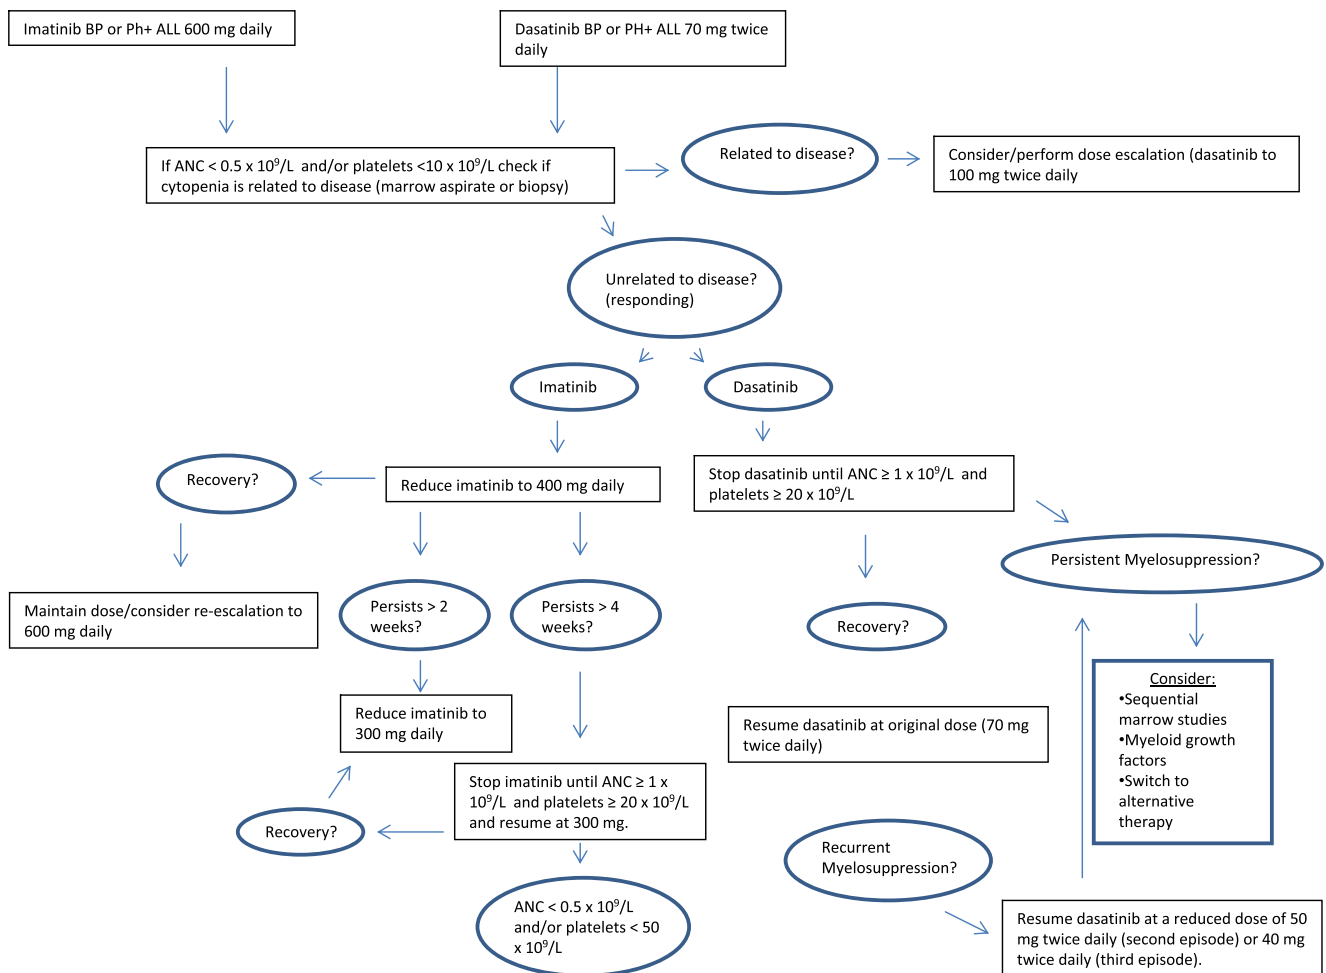 Imatinib BP or Ph+ ALL 600 mg daily
Dasatinib BP or PH+ ALL 70 mg twice
daily
If ANC < 0.5 x 10⁹/L and/or platelets <10 x 10⁹/L check if
cytopenia is related to disease (marrow aspirate or biopsy)
Related to disease?
Consider/perform dose escalation (dasatinib to
100 mg twice daily
Unrelated to disease?
(responding)
Imatinib
Dasatinib
Recovery?
Reduce imatinib to 400 mg daily
Stop dasatinib until ANC ≥ 1 x 10⁹/L and
platelets ≥ 20 x 10⁹/L
Persistent Myelosuppression?
Maintain dose/consider re-escalation to
600 mg daily
Persists > 2
weeks?
Persists > 4
weeks?
Recovery?
Consider:
•Sequential
marrow studies
•Myeloid growth
factors
•Switch to
alternative
therapy
Reduce imatinib to
300 mg daily
Resume dasatinib at original dose (70 mg
twice daily)
Stop imatinib until ANC ≥ 1 x
10⁹/L and platelets ≥ 20 x 10⁹/L
and resume at 300 mg.
Recovery?
Recurrent
Myelosuppression?
ANC < 0.5 x 10⁹/L
and/or platelets < 50
x 10⁹/L
Resume dasatinib at a reduced dose of 50
mg twice daily (second episode) or 40 mg
twice daily (third episode).